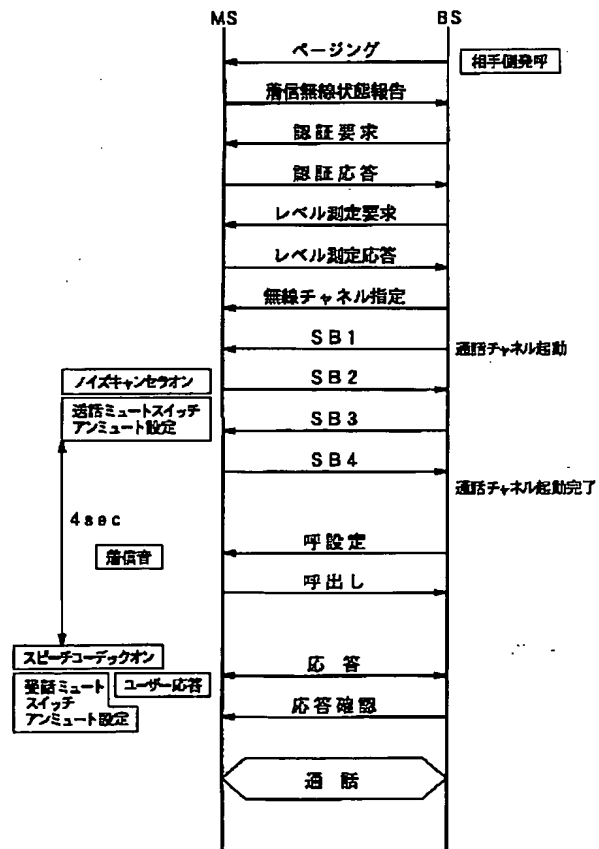 MS
BS
ページング
相手側発呼
着信無線状態報告
認証要求
認証応答
レベル測定要求
レベル測定応答
無線チャネル指定
SB1
通話チャネル起動
ノイズキャンセラオン
SB2
送話ミュートスイッチ
アンミュート設定
SB3
SB4
通話チャネル起動完了
4sec
呼設定
着信音
呼出し
スピーチコーデックオン
応答
受話ミュート
スイッチ
アンミュート設定
ユーザー応答
応答確認
通話